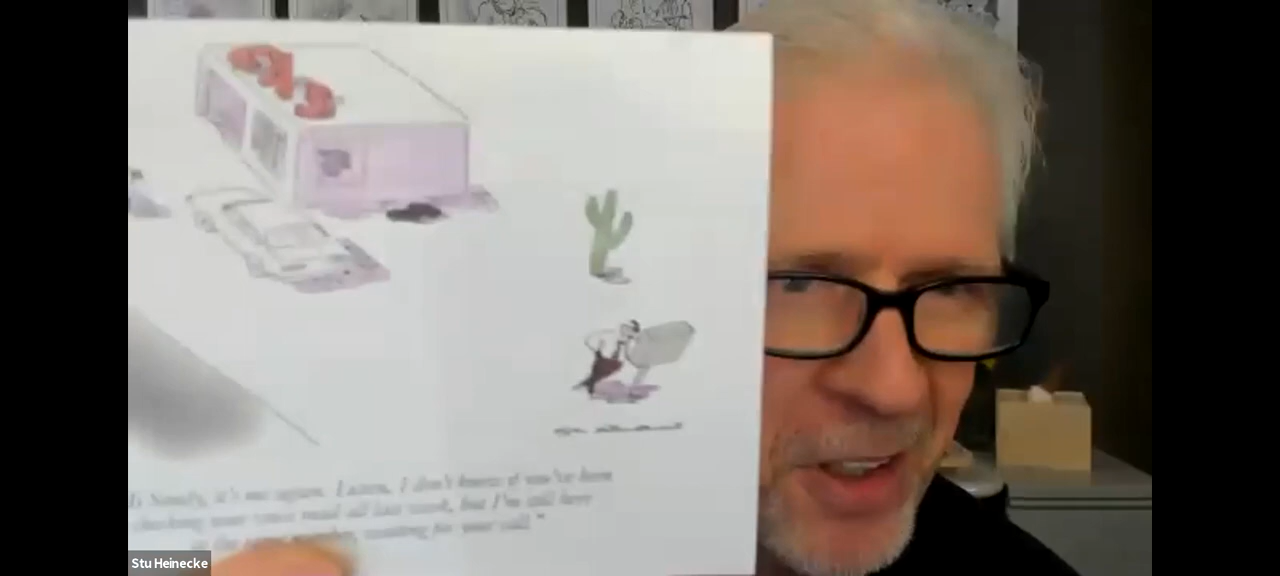 GAS
it's me again. Listen, I don't know if you've been
checking your voice mail all last week, but I'm still here
waiting for your call."
Stu Heinecke